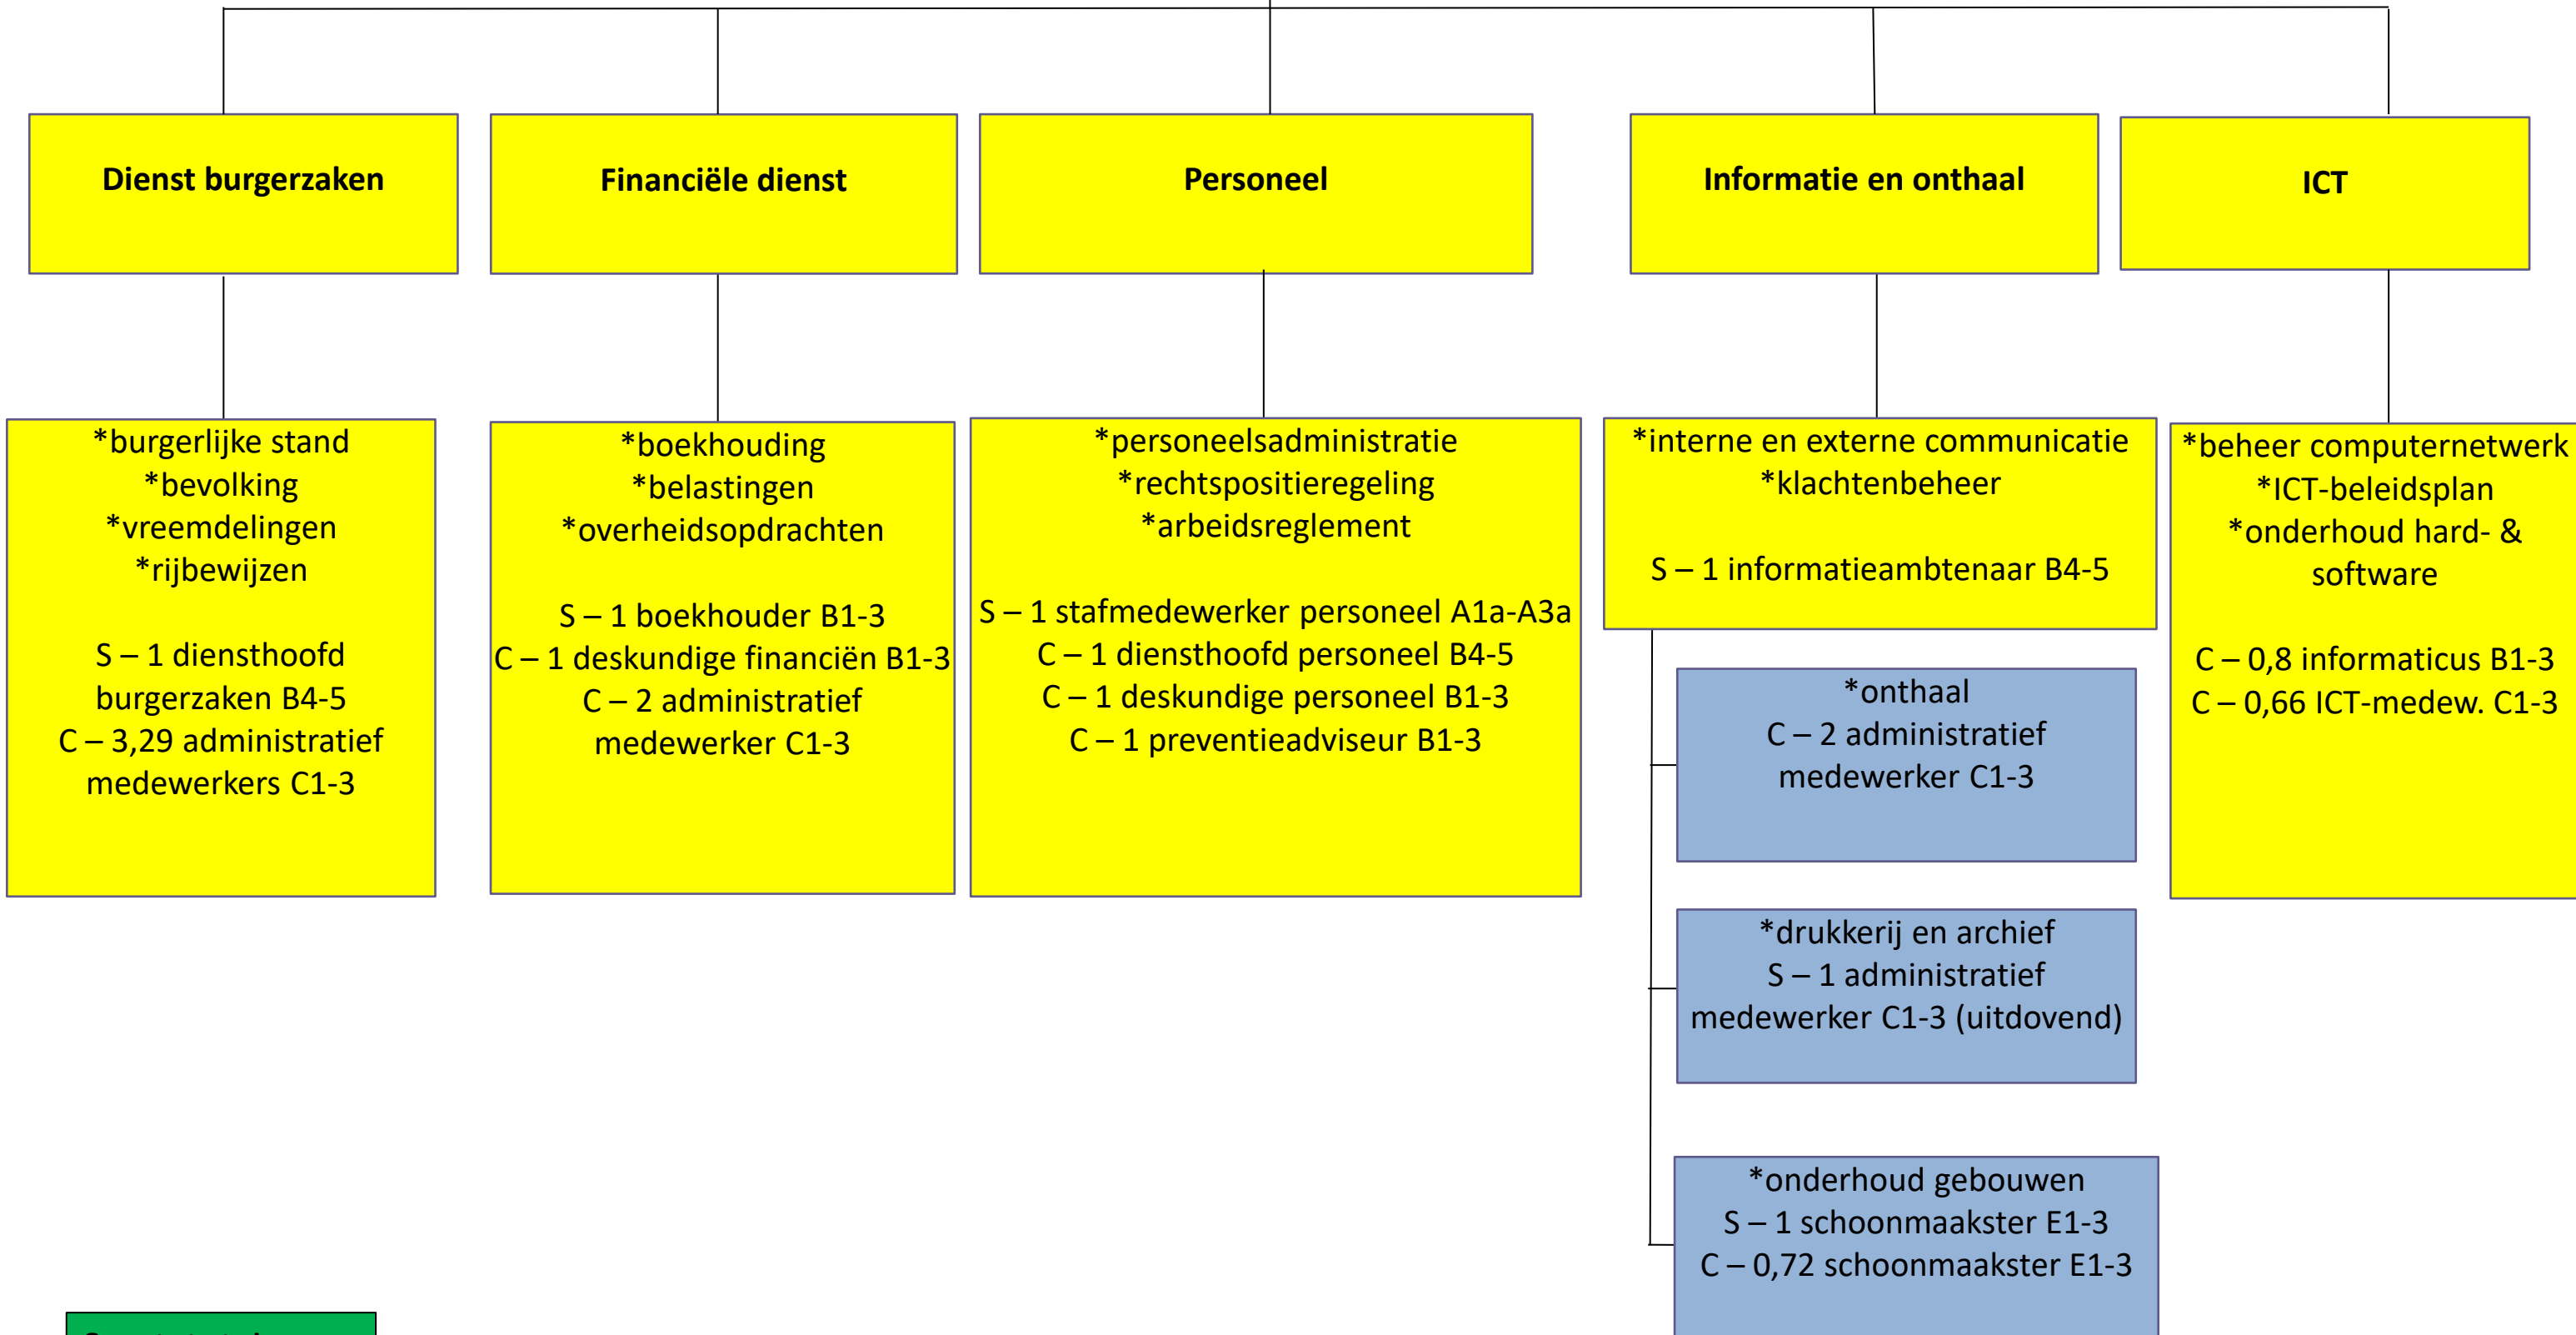 Dienst burgerzaken
Financiële dienst
Personeel
Informatie en onthaal
ICT
*burgerlijke stand
*bevolking
*vreemdelingen
*rijbewijzen
S – 1 diensthoofd
burgerzaken B4-5
C – 3,29 administratief
medewerkers C1-3
*boekhouding
*belastingen
*overheidsopdrachten
S – 1 boekhouder B1-3
C – 1 deskundige financiën B1-3
C – 2 administratief
medewerker C1-3
*personeelsadministratie
*rechtspositieregeling
*arbeidsreglement
S – 1 stafmedewerker personeel A1a-A3a
C – 1 diensthoofd personeel B4-5
C – 1 deskundige personeel B1-3
C – 1 preventieadviseur B1-3
*interne en externe communicatie
*klachtenbeheer
S – 1 informatieambtenaar B4-5
*onthaal
C – 2 administratief
medewerker C1-3
*drukkerij en archief
S – 1 administratief
medewerker C1-3 (uitdovend)
*onderhoud gebouwen
S – 1 schoonmaakster E1-3
C – 0,72 schoonmaakster E1-3
*beheer computernetwerk
*ICT-beleidsplan
*onderhoud hard- &
software
C – 0,8 informaticus B1-3
C – 0,66 ICT-medew. C1-3